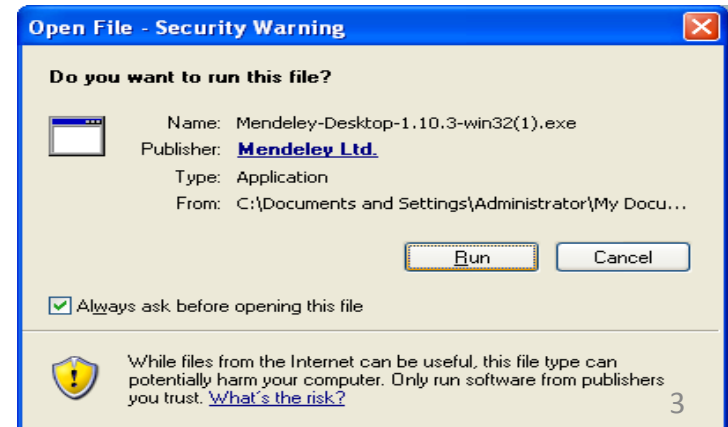 Open File - Security Warning
Do you want to run this file?
Name: Mendeley-Desktop-1.10.3-win32(1).exe
Publisher: Mendeley Ltd.
Type: Application
From: C:\Documents and Settings\Administrator\My Docu...
Run Cancel
Always ask before opening this file
While files from the Internet can be useful, this file type can
potentially harm your computer. Only run software from publishers
you trust. What's the risk?
3